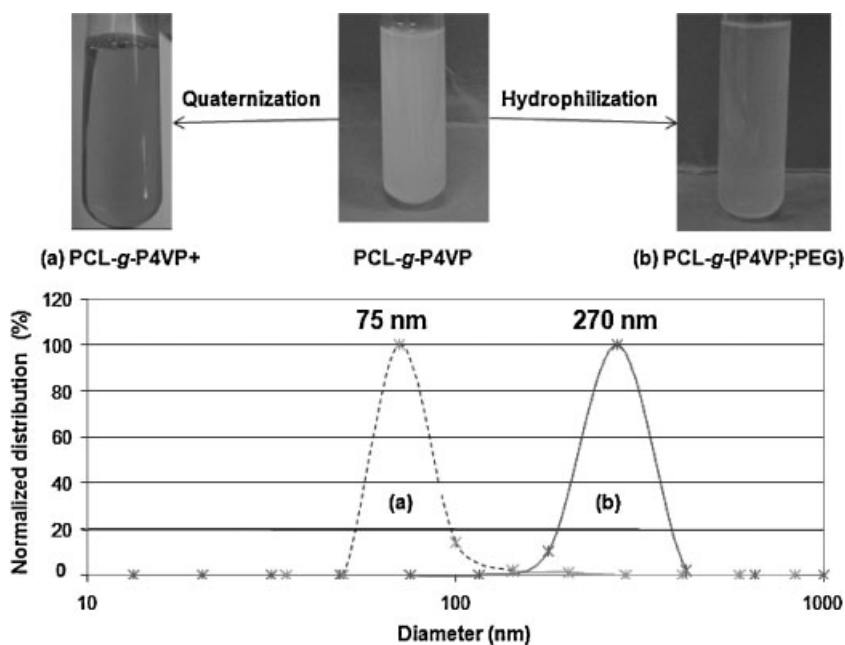 Quaternization
Hydrophilization
(a) PCL-g-P4VP+
PCL-g-P4VP
(b) PCL-g-(P4VP;PEG)
Normalized distribution (%)
120
100
80
60
40
20
0
75 nm
270 nm
(a)
(b)
10
100
1000
Diameter (nm)